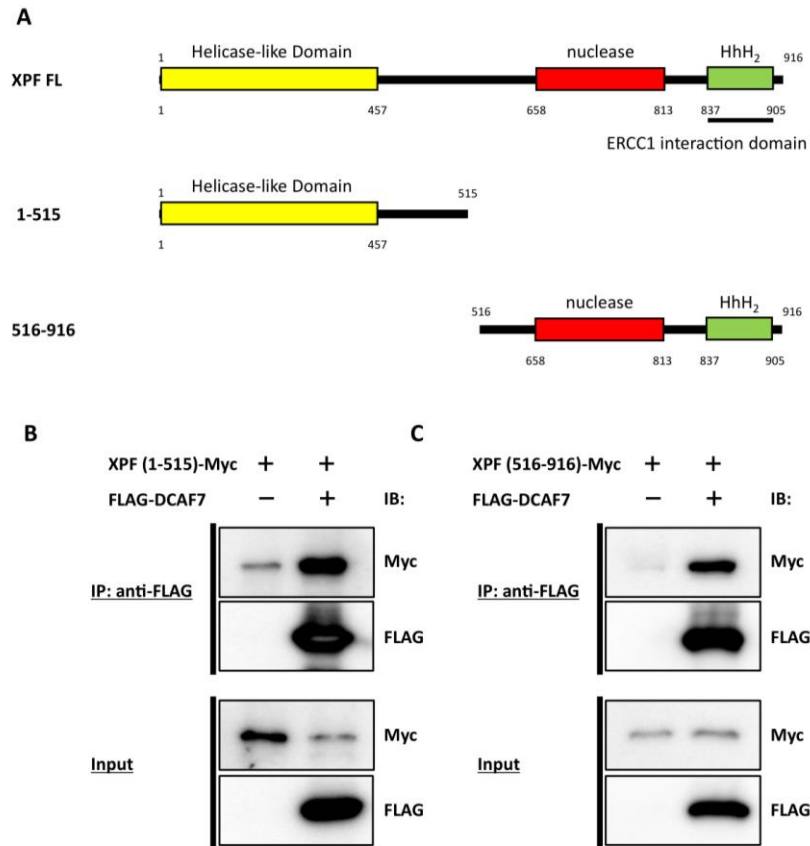 A
Helicase-like Domain
nuclease
HhH₂
1
916
XPF FL
1
457
658
813
837
905
ERCC1 interaction domain
Helicase-like Domain
1
515
1-515
1
457
nuclease
HhH₂
516
916
516-916
658
813
837
905
B
XPF (1-515)-Myc + +
FLAG-DCAF7 − + IB:
IP: anti-FLAG
Myc
FLAG
Input
Myc
FLAG
C
XPF (516-916)-Myc + +
FLAG-DCAF7 − + IB:
IP: anti-FLAG
Myc
FLAG
Input
Myc
FLAG